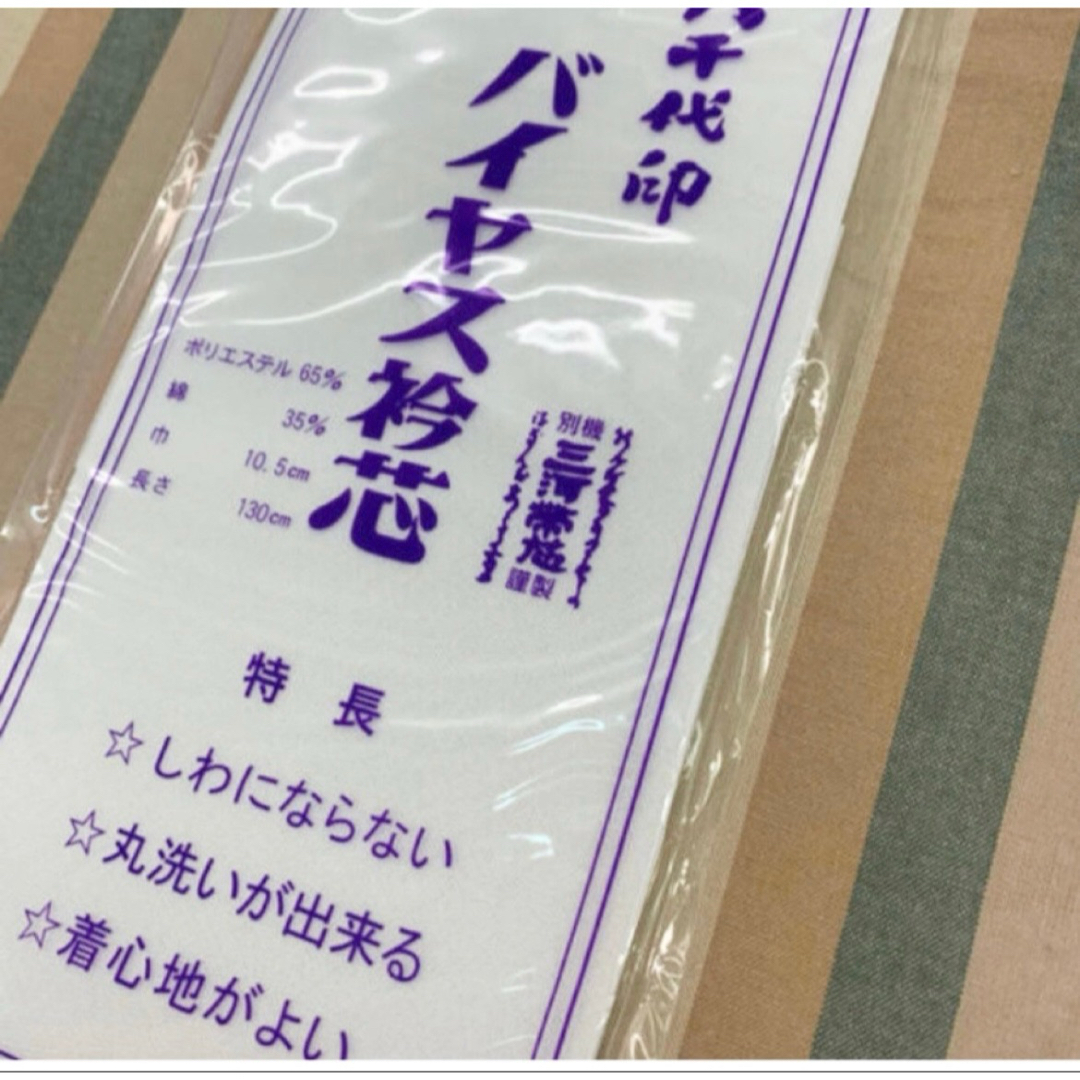 千代印
バイヤス衿芯
ポリエステル 65%
綿 35%
巾 10.5cm
長さ 130cm
別機
三河帯芯
謹製
特長
☆しわにならない
☆丸洗いが出来る
☆着心地がよい